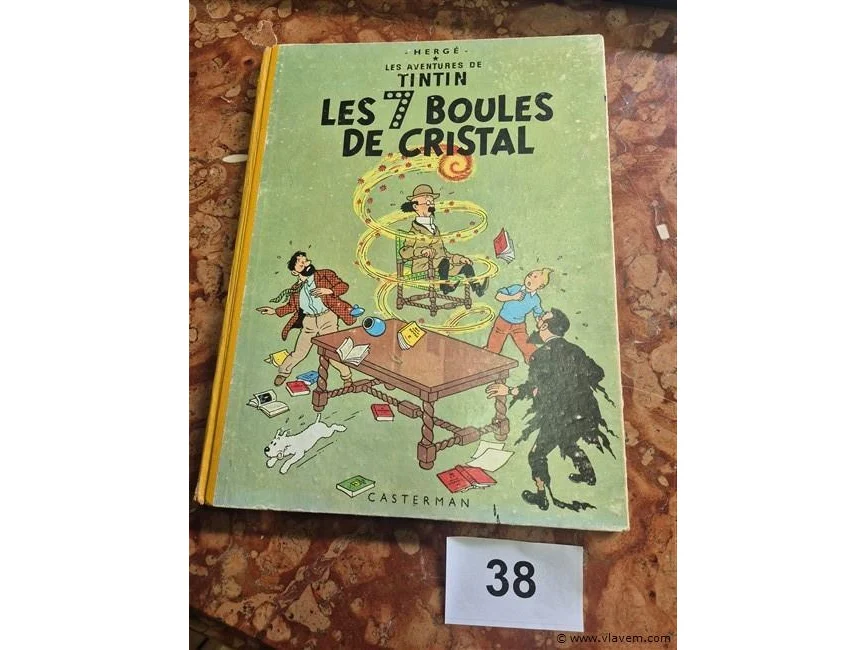 - HERGÉ -
LES AVENTURES DE
TINTIN
LES 7 BOULES
DE CRISTAL
CASTERMAN
38
© www.vlavem.com